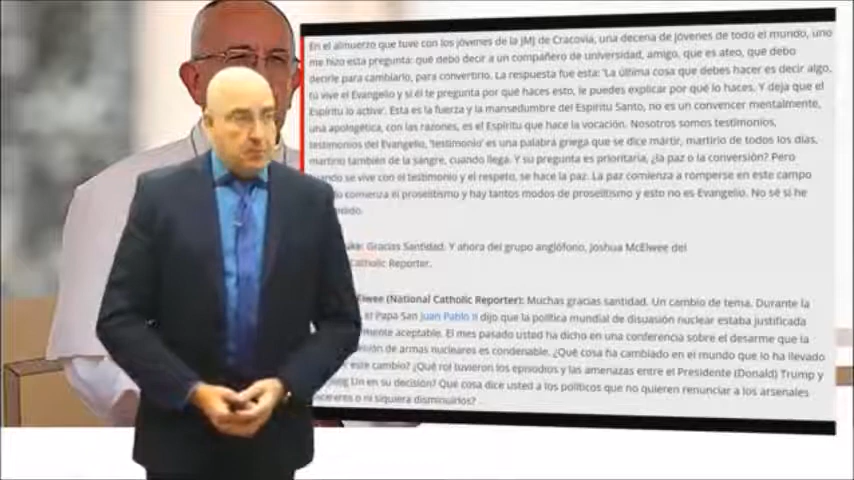 En el almuerzo que tuve con los jóvenes de la JMJ de Cracovia, una decena de jóvenes de todo el mundo, uno
me hizo esta pregunta: qué debo decir a un compañero de universidad, amigo, que es ateo, qué debo
decirle para cambiarlo, para convertirlo. La respuesta fue esta: 'La última cosa que debes hacer es decir algo,
tú vive el Evangelio y si él te pregunta por qué haces esto, le puedes explicar por qué lo haces. Y deja que el
Espíritu lo active'. Esta es la fuerza y la mansedumbre del Espíritu Santo, no es un convencer mentalmente,
una apologética, con las razones, es el Espíritu que hace la vocación. Nosotros somos testimonios,
testimonios del Evangelio, 'testimonio' es una palabra griega que se dice mártir, martirio de todos los días,
martirio también de la sangre, cuando llega. Y su pregunta es prioritaria, ¿la paz o la conversión? Pero
uando se vive con el testimonio y el respeto, se hace la paz. La paz comienza a romperse en este campo
do comienza el proselitismo y hay tantos modos de proselitismo y esto no es Evangelio. No sé si he
ndido.
ke: Gracias Santidad. Y ahora del grupo anglófono, Joshua McElwee del
Catholic Reporter.
lwee (National Catholic Reporter): Muchas gracias santidad. Un cambio de tema. Durante la
el Papa San Juan Pablo II dijo que la política mundial de disuasión nuclear estaba justificada
mente aceptable. El mes pasado usted ha dicho en una conferencia sobre el desarme que la
sión de armas nucleares es condenable. ¿Qué cosa ha cambiado en el mundo que lo ha llevado
este cambio? ¿Qué rol tuvieron los episodios y las amenazas entre el Presidente (Donald) Trump y
g Un en su decisión? Qué cosa dice usted a los políticos que no quieren renunciar a los arsenales
cleares o ni siquiera disminuirlos?